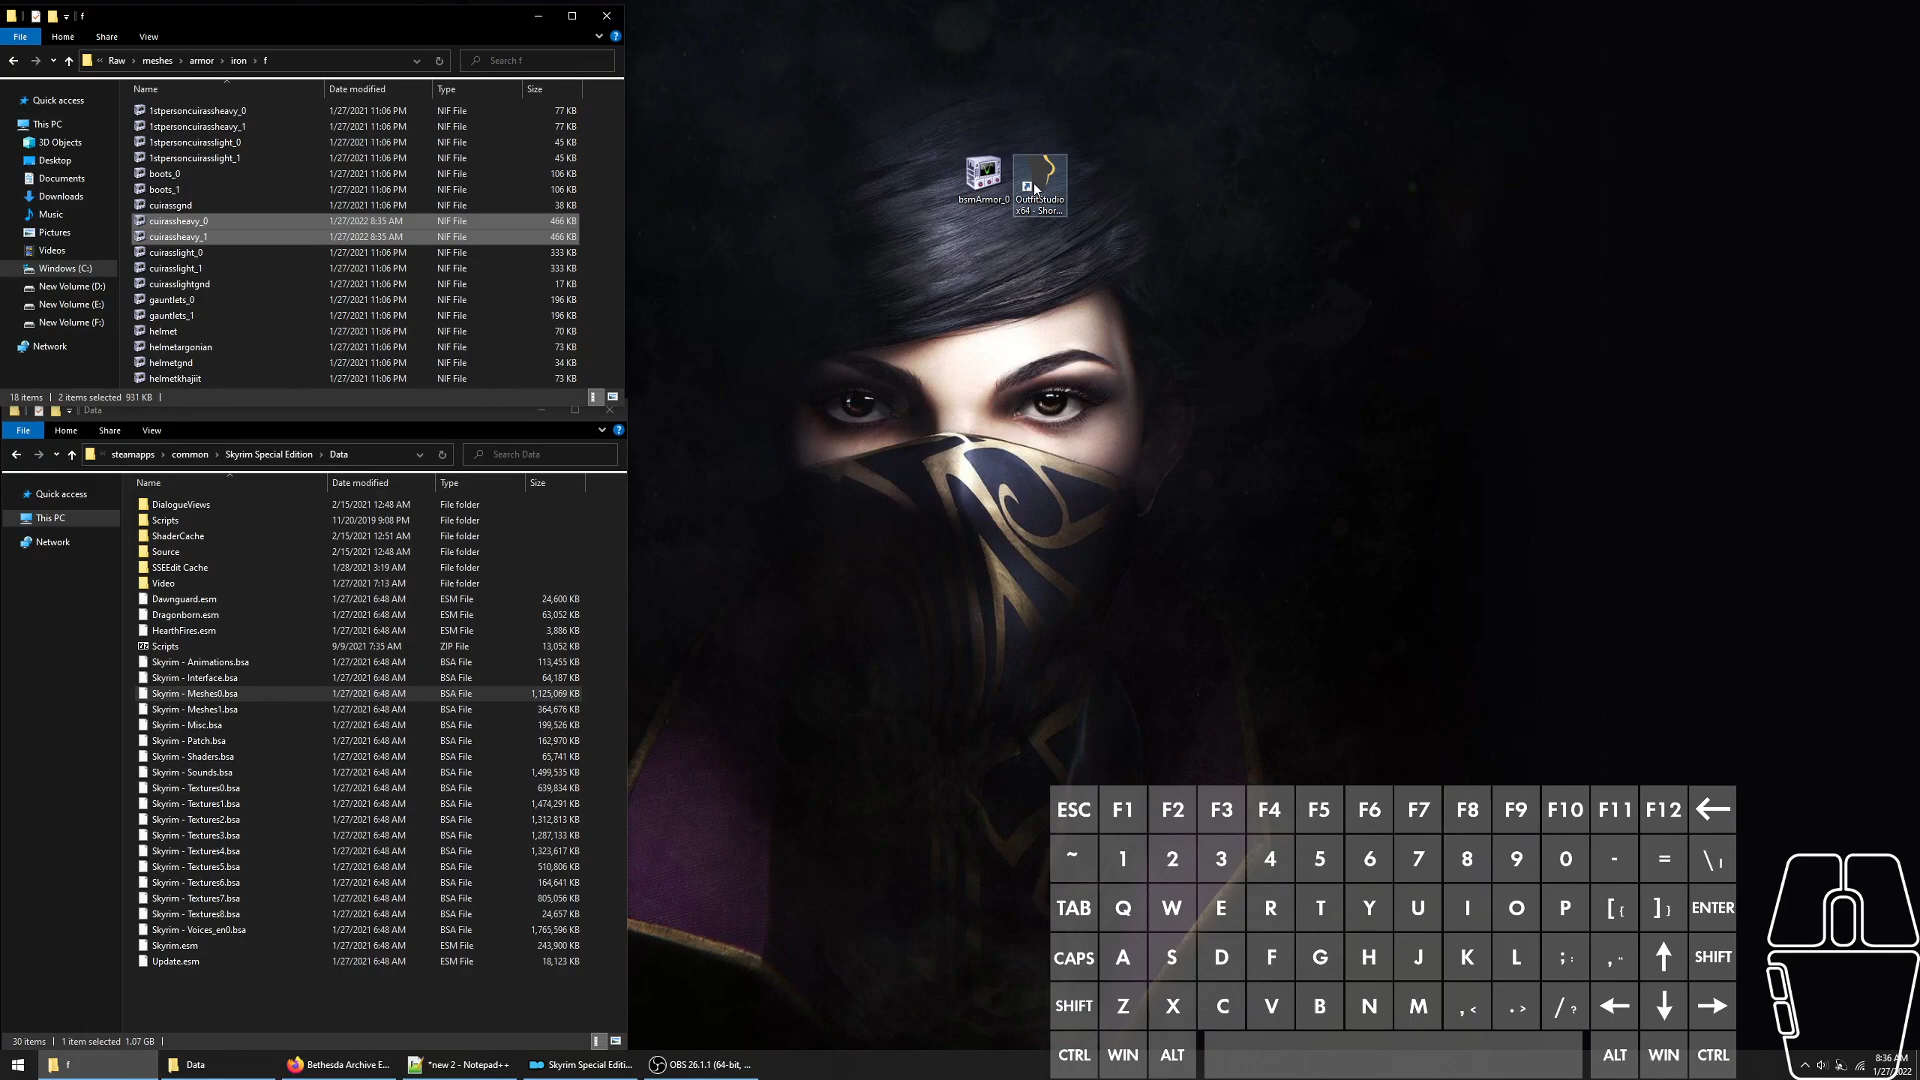 f
File Home Share View
Raw meshes armor iron f
Search f
Name Date modified Type Size
Quick access
This PC
3D Objects
Desktop
Documents
Downloads
Music
Pictures
Videos
Windows (C:)
New Volume (D:)
New Volume (E:)
New Volume (F:)
Network
1stpersoncuirassheavy_0 1/27/2021 11:06 PM NIF File 77 KB
1stpersoncuirassheavy_1 1/27/2021 11:06 PM NIF File 77 KB
1stpersoncuirasslight_0 1/27/2021 11:06 PM NIF File 45 KB
1stpersoncuirasslight_1 1/27/2021 11:06 PM NIF File 45 KB
boots_0 1/27/2021 11:06 PM NIF File 106 KB
boots_1 1/27/2021 11:06 PM NIF File 106 KB
cuirassgnd 1/27/2021 11:06 PM NIF File 38 KB
cuirassheavy_0 1/27/2022 8:35 AM NIF File 466 KB
cuirassheavy_1 1/27/2022 8:35 AM NIF File 466 KB
cuirasslight_0 1/27/2021 11:06 PM NIF File 333 KB
cuirasslight_1 1/27/2021 11:06 PM NIF File 333 KB
cuirasslightgnd 1/27/2021 11:06 PM NIF File 17 KB
gauntlets_0 1/27/2021 11:06 PM NIF File 196 KB
gauntlets_1 1/27/2021 11:06 PM NIF File 196 KB
helmet 1/27/2021 11:06 PM NIF File 70 KB
helmetargonian 1/27/2021 11:06 PM NIF File 73 KB
helmetgnd 1/27/2021 11:06 PM NIF File 34 KB
helmetkhajiit 1/27/2021 11:06 PM NIF File 73 KB
18 items 2 items selected 931 KB
bsmArmor_0
OutfitStudio
x64 - Shor...
Data
File Home Share View
steamapps common Skyrim Special Edition Data
Search Data
Name Date modified Type Size
Quick access
This PC
Network
DialogueViews 2/15/2021 12:48 AM File folder
Scripts 11/20/2019 9:08 PM File folder
ShaderCache 2/15/2021 12:51 AM File folder
Source 2/15/2021 12:48 AM File folder
SSEEdit Cache 1/28/2021 3:19 AM File folder
Video 1/27/2021 7:13 AM File folder
Dawnguard.esm 1/27/2021 6:48 AM ESM File 24,600 KB
Dragonborn.esm 1/27/2021 6:48 AM ESM File 63,052 KB
HearthFires.esm 1/27/2021 6:48 AM ESM File 3,886 KB
Scripts 9/9/2021 7:35 AM ZIP File 13,052 KB
Skyrim - Animations.bsa 1/27/2021 6:48 AM BSA File 113,455 KB
Skyrim - Interface.bsa 1/27/2021 6:48 AM BSA File 64,187 KB
Skyrim - Meshes0.bsa 1/27/2021 6:48 AM BSA File 1,125,069 KB
Skyrim - Meshes1.bsa 1/27/2021 6:48 AM BSA File 364,676 KB
Skyrim - Misc.bsa 1/27/2021 6:48 AM BSA File 199,526 KB
Skyrim - Patch.bsa 1/27/2021 6:48 AM BSA File 162,970 KB
Skyrim - Shaders.bsa 1/27/2021 6:48 AM BSA File 65,741 KB
Skyrim - Sounds.bsa 1/27/2021 6:48 AM BSA File 1,499,535 KB
Skyrim - Textures0.bsa 1/27/2021 6:48 AM BSA File 639,834 KB
Skyrim - Textures1.bsa 1/27/2021 6:48 AM BSA File 1,474,291 KB
Skyrim - Textures2.bsa 1/27/2021 6:48 AM BSA File 1,312,813 KB
Skyrim - Textures3.bsa 1/27/2021 6:48 AM BSA File 1,287,133 KB
Skyrim - Textures4.bsa 1/27/2021 6:48 AM BSA File 1,323,617 KB
Skyrim - Textures5.bsa 1/27/2021 6:48 AM BSA File 510,806 KB
Skyrim - Textures6.bsa 1/27/2021 6:48 AM BSA File 164,641 KB
Skyrim - Textures7.bsa 1/27/2021 6:48 AM BSA File 805,056 KB
Skyrim - Textures8.bsa 1/27/2021 6:48 AM BSA File 24,657 KB
Skyrim - Voices_en0.bsa 1/27/2021 6:48 AM BSA File 1,765,596 KB
Skyrim.esm 1/27/2021 6:48 AM ESM File 243,900 KB
Update.esm 1/27/2021 6:48 AM ESM File 18,123 KB
30 items 1 item selected 1.07 GB
ESC F1 F2 F3 F4 F5 F6 F7 F8 F9 F10 F11 F12 ←
~ 1 2 3 4 5 6 7 8 9 0 - = \ |
TAB Q W E R T Y U I O P [ { ] } ENTER
CAPS A S D F G H J K L ; : , " ↑ SHIFT
SHIFT Z X C V B N M , < . > / ? ← ↓ →
CTRL WIN ALT ALT WIN CTRL
f Data Bethesda Archive E... *new 2 - Notepad++ Skyrim Special Editi... OBS 26.1.1 (64-bit, ...
8:36 AM
1/27/2022